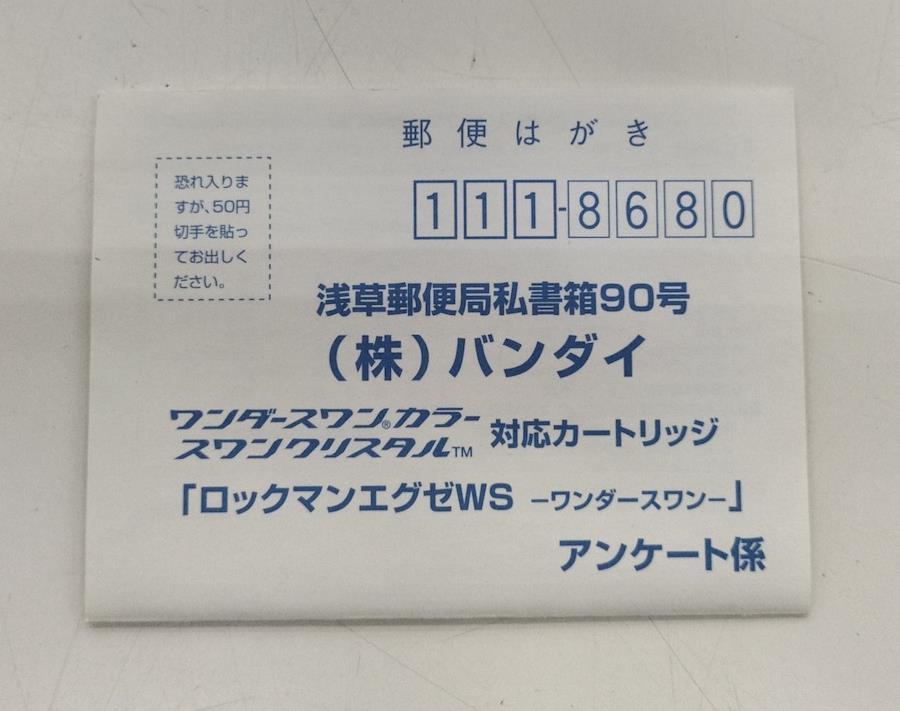 郵便はがき
恐れ入りま
すが、50円
切手を貼っ
てお出しく
ださい。
111-8680
浅草郵便局私書箱90号
（株）バンダイ
ワンダースワン®カラー
スワンクリスタル™ 対応カートリッジ
「ロックマンエグゼWS －ワンダースワン－」
アンケート係